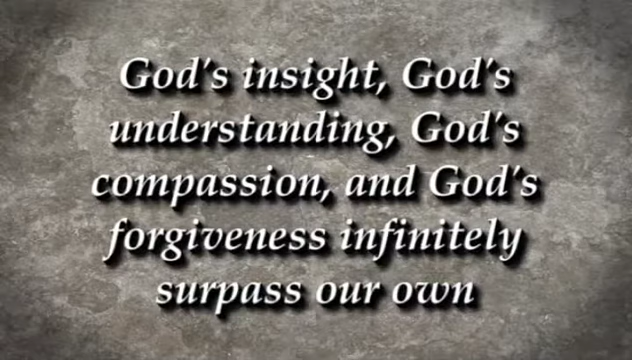 God's insight, God's
understanding, God's
compassion, and God's
forgiveness infinitely
surpass our own